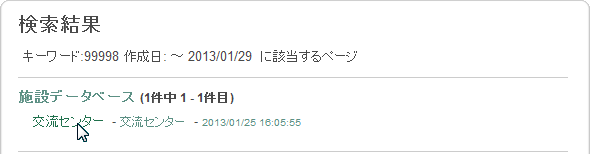 検索結果
キーワード:99998 作成日: ～ 2013/01/29 に該当するページ
施設データベース (1件中 1 - 1件目)
交流センター - 交流センター - 2013/01/25 16:05:55